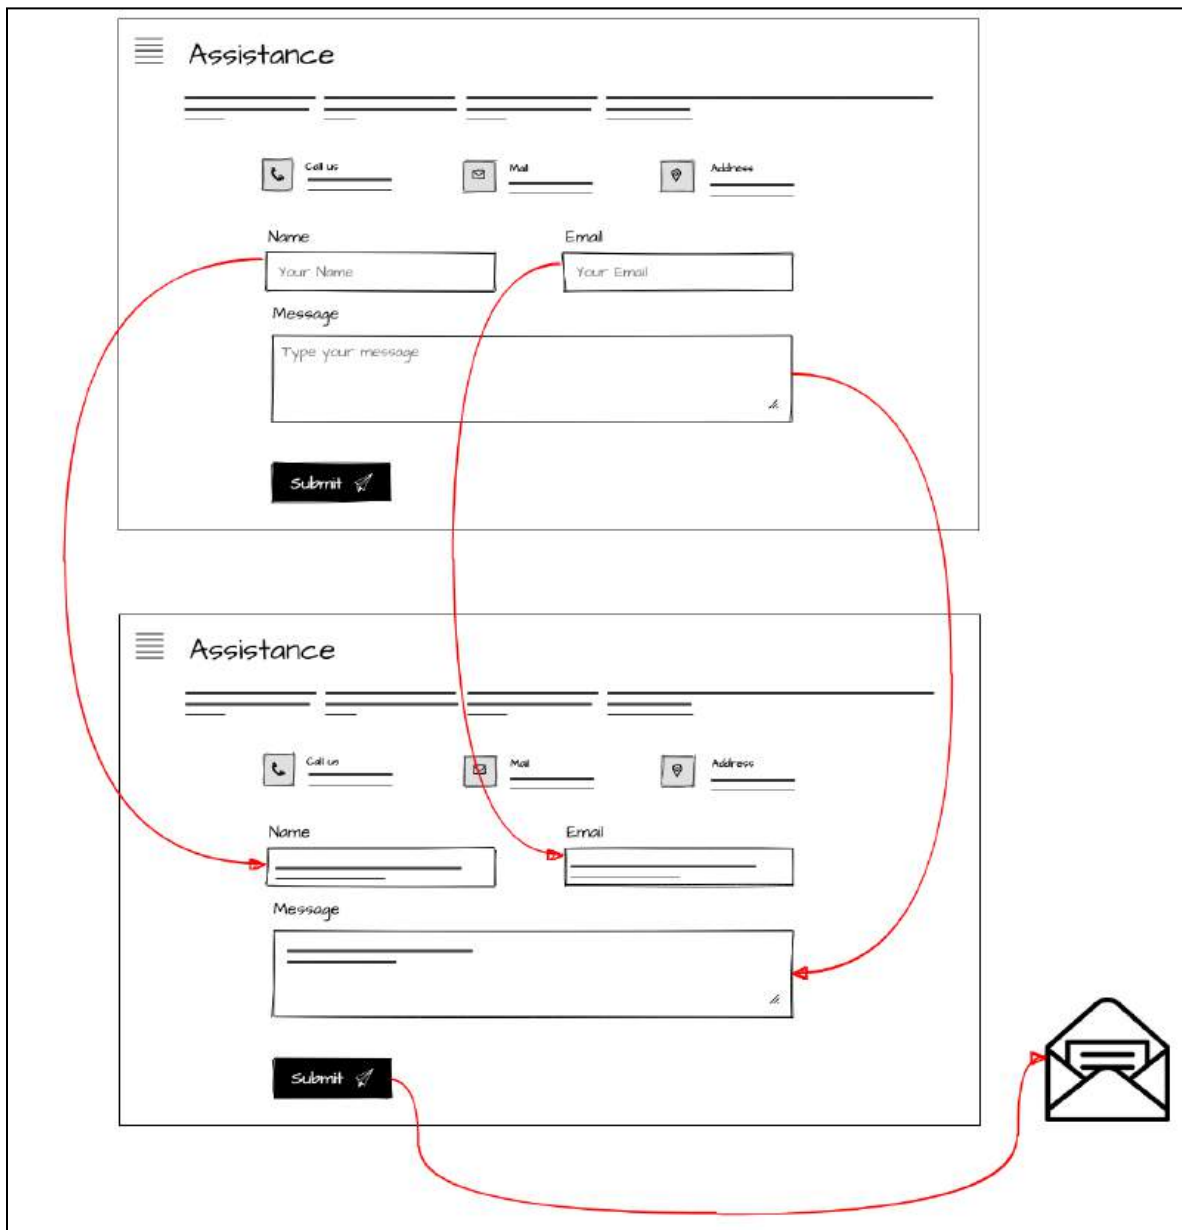 Assistance
Call us
Mail
Address
Name
Email
Your Name
Your Email
Message
Type your message
Submit
Assistance
Call us
Mail
Address
Name
Email
Message
Submit